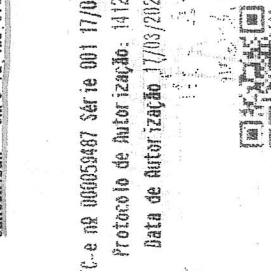 C-e nº 000059487 Série 001 17/0
Protocolo de Autorização: 1412
Data de Autorização 17/03/202